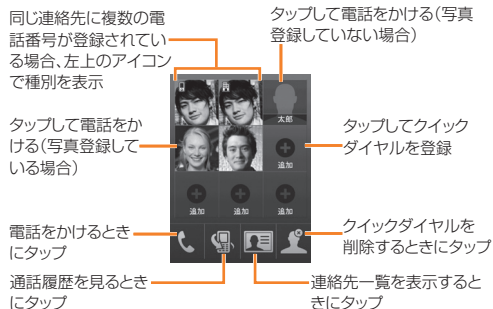 同じ連絡先に複数の電
話番号が登録されてい
る場合、左上のアイコン
で種別を表示
タップして電話をかける(写真
登録していない場合)
タップして電話をか
ける(写真登録して
いる場合)
太郎
追加
タップしてクイック
ダイヤルを登録
追加
追加
追加
電話をかけるとき
にタップ
クイックダイヤルを
削除するときにタップ
通話履歴を見るとき
にタップ
連絡先一覧を表示すると
きにタップ